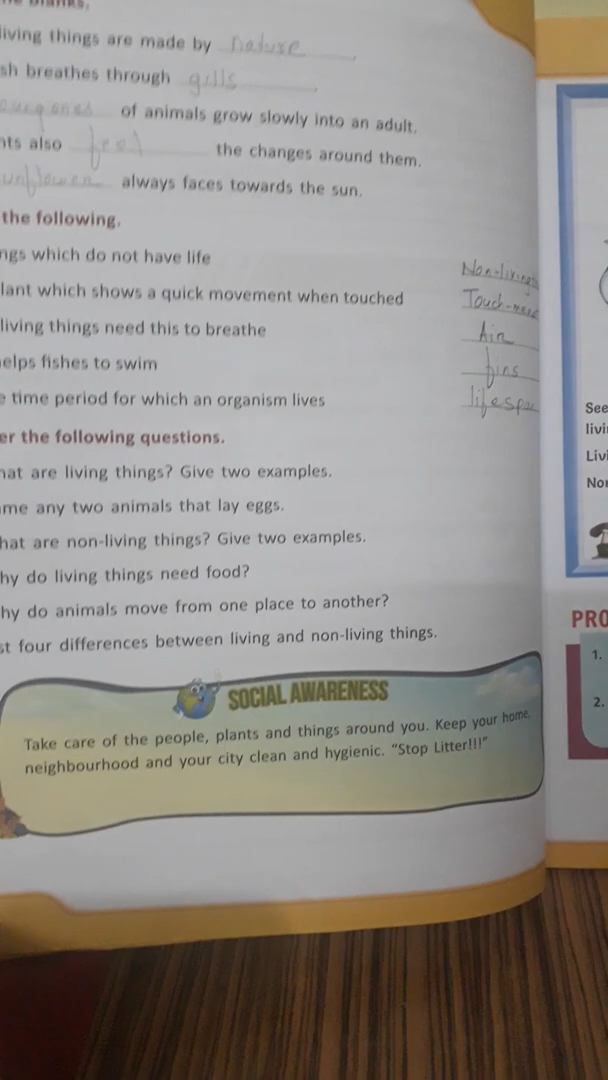 living things are made by nature
sh breathes through gills
oung ones of animals grow slowly into an adult.
nts also feel the changes around them.
unflower always faces towards the sun.
the following.
ngs which do not have life Non-living
lant which shows a quick movement when touched Touch-me
living things need this to breathe Air
elps fishes to swim fins
e time period for which an organism lives lifespa
er the following questions.
hat are living things? Give two examples.
me any two animals that lay eggs.
hat are non-living things? Give two examples.
hy do living things need food?
hy do animals move from one place to another?
st four differences between living and non-living things.
SOCIAL AWARENESS
Take care of the people, plants and things around you. Keep your home,
neighbourhood and your city clean and hygienic. "Stop Litter!!!"
See
livi
Livi
No
PRO
1.
2.